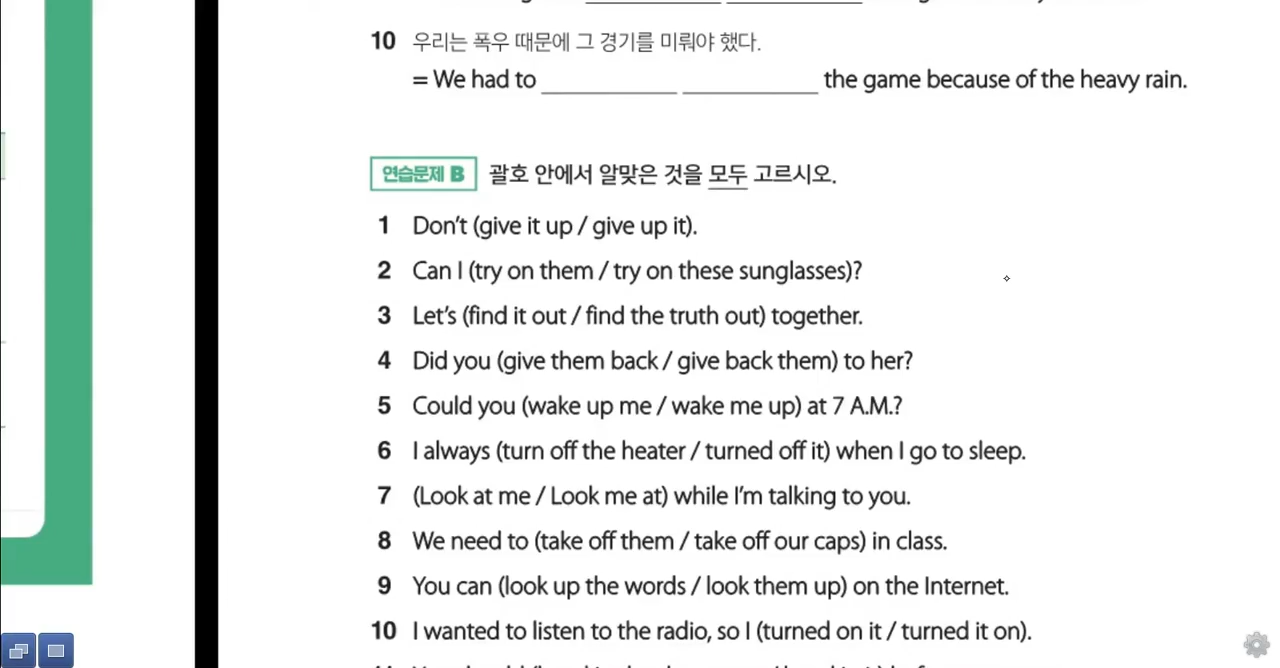 10 우리는 폭우 때문에 그 경기를 미뤄야 했다.
= We had to ____________ ____________ the game because of the heavy rain.
연습문제 B 괄호 안에서 알맞은 것을 모두 고르시오.
1 Don't (give it up / give up it).
2 Can I (try on them / try on these sunglasses)?
3 Let's (find it out / find the truth out) together.
4 Did you (give them back / give back them) to her?
5 Could you (wake up me / wake me up) at 7 A.M.?
6 I always (turn off the heater / turned off it) when I go to sleep.
7 (Look at me / Look me at) while I'm talking to you.
8 We need to (take off them / take off our caps) in class.
9 You can (look up the words / look them up) on the Internet.
10 I wanted to listen to the radio, so I (turned on it / turned it on).